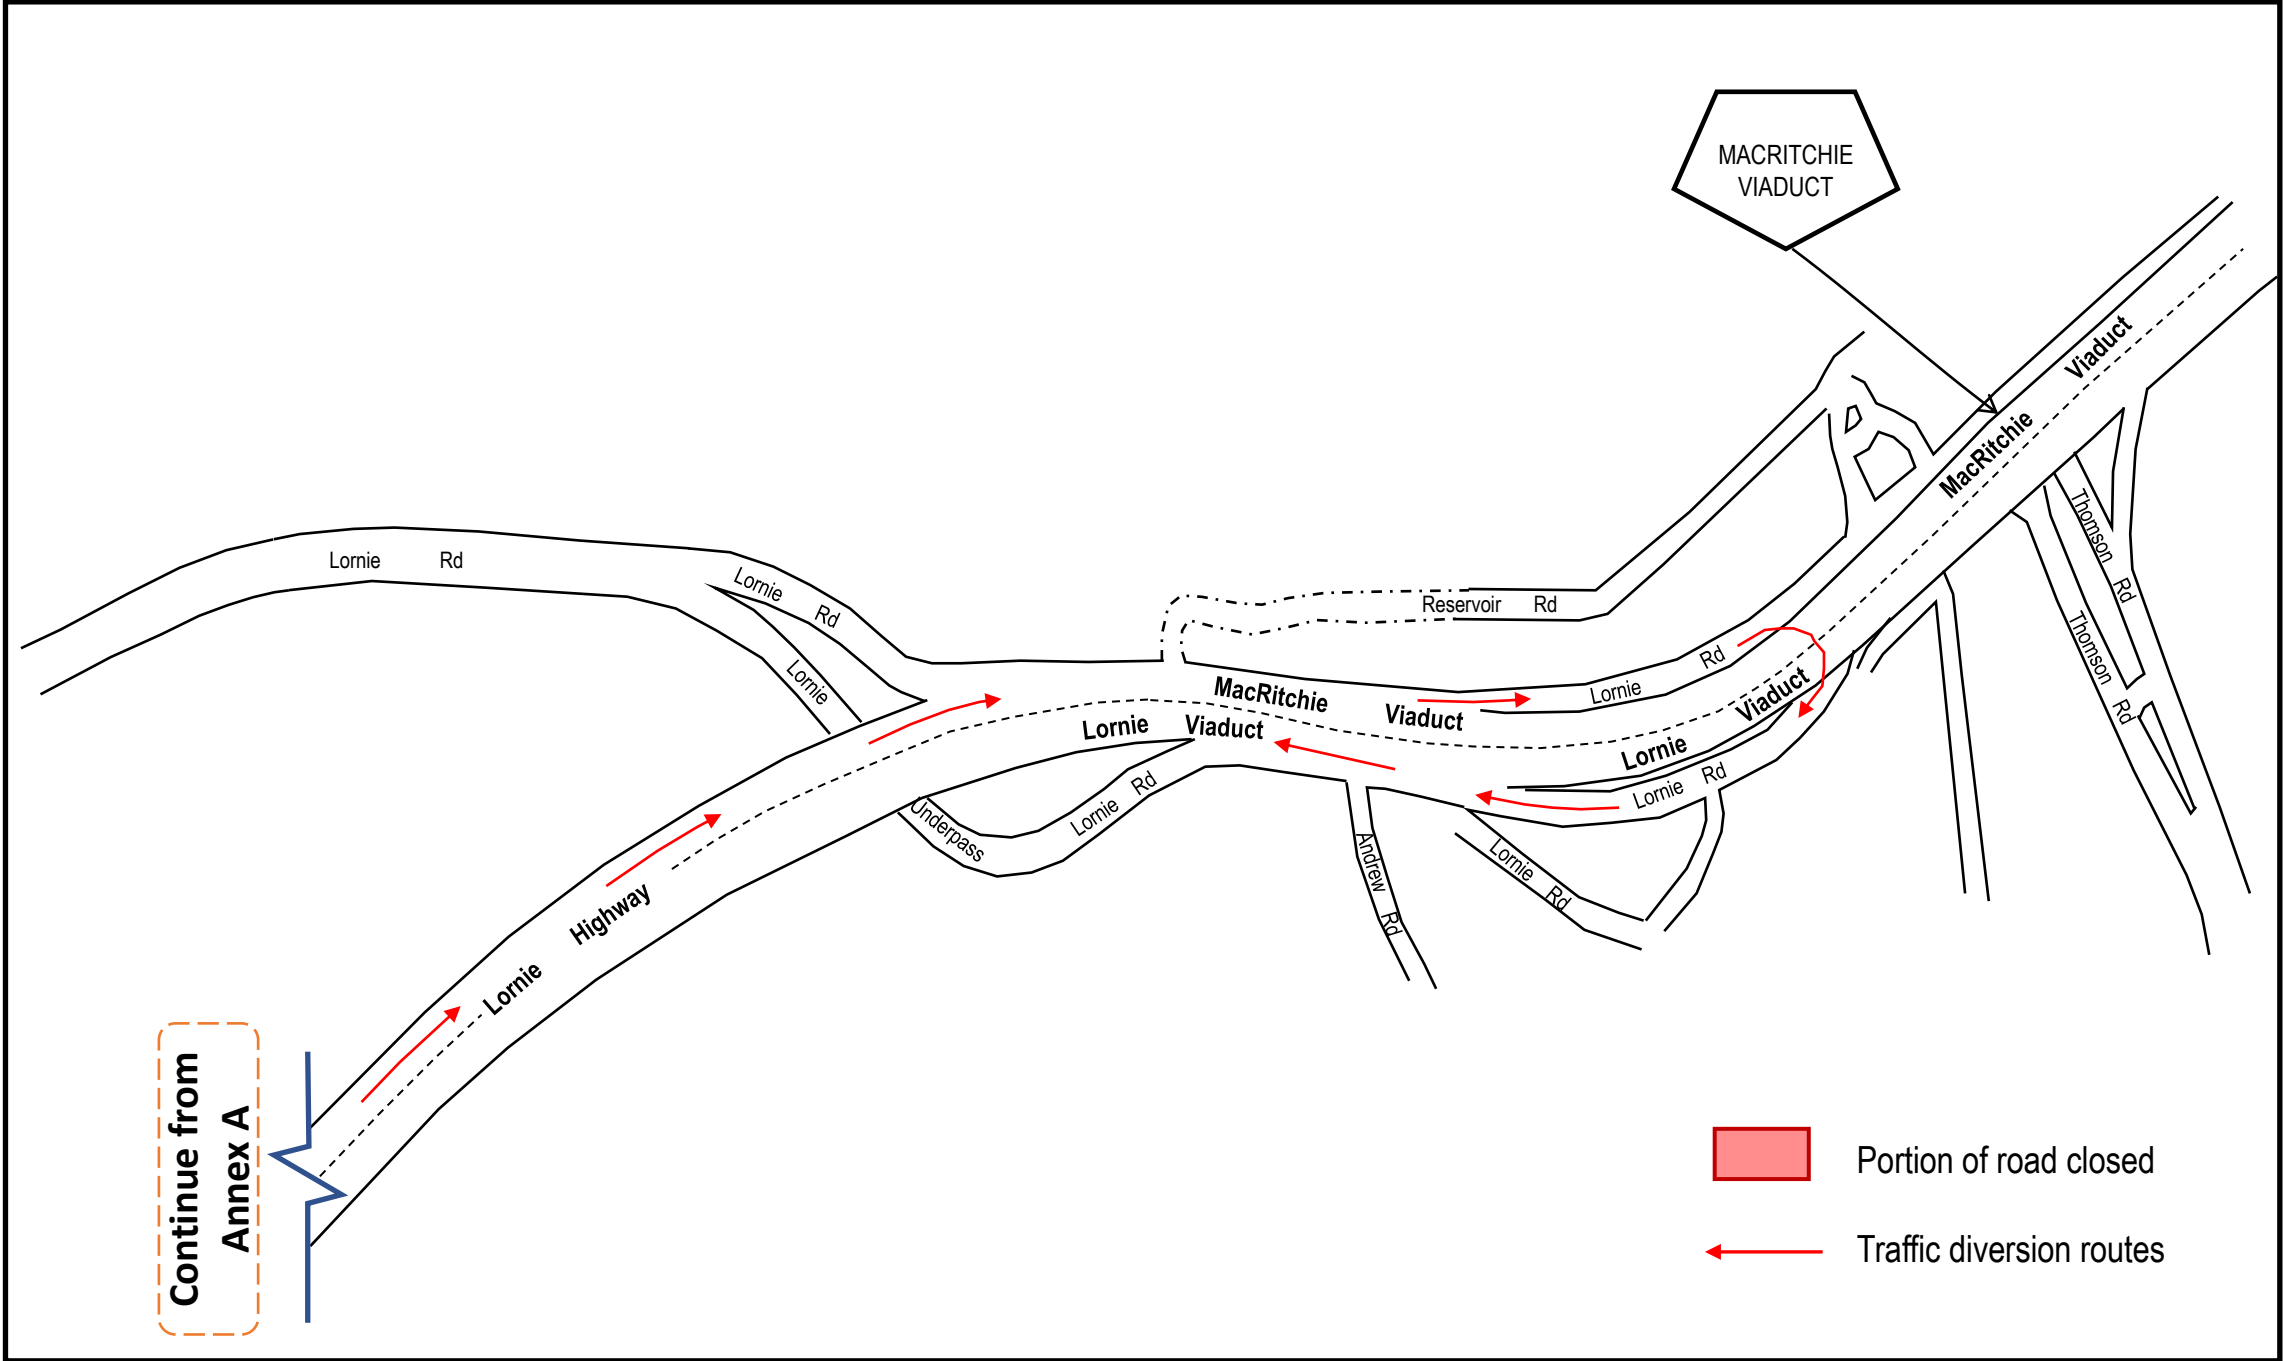 MACRITCHIE
VIADUCT
MacRitchie Viaduct
Lornie Rd
Lornie Rd
Lornie
Reservoir Rd
MacRitchie Viaduct
Lornie Rd
Lornie Viaduct
Lornie Viaduct
Lornie Rd
Underpass
Lornie Rd
Andrew Rd
Lornie Rd
Thomson Rd
Thomson Rd
Lornie Highway
Continue from
Annex A
Portion of road closed
Traffic diversion routes